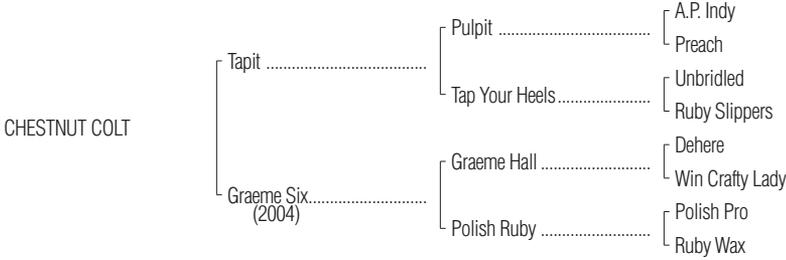 A.P. Indy
Pulpit ....................................
Preach
Tapit ......................................
Unbridled
Tap Your Heels......................
Ruby Slippers
CHESTNUT COLT
Dehere
Graeme Hall ..........................
Win Crafty Lady
Graeme Six............................
(2004)
Polish Pro
Polish Ruby ..........................
Ruby Wax